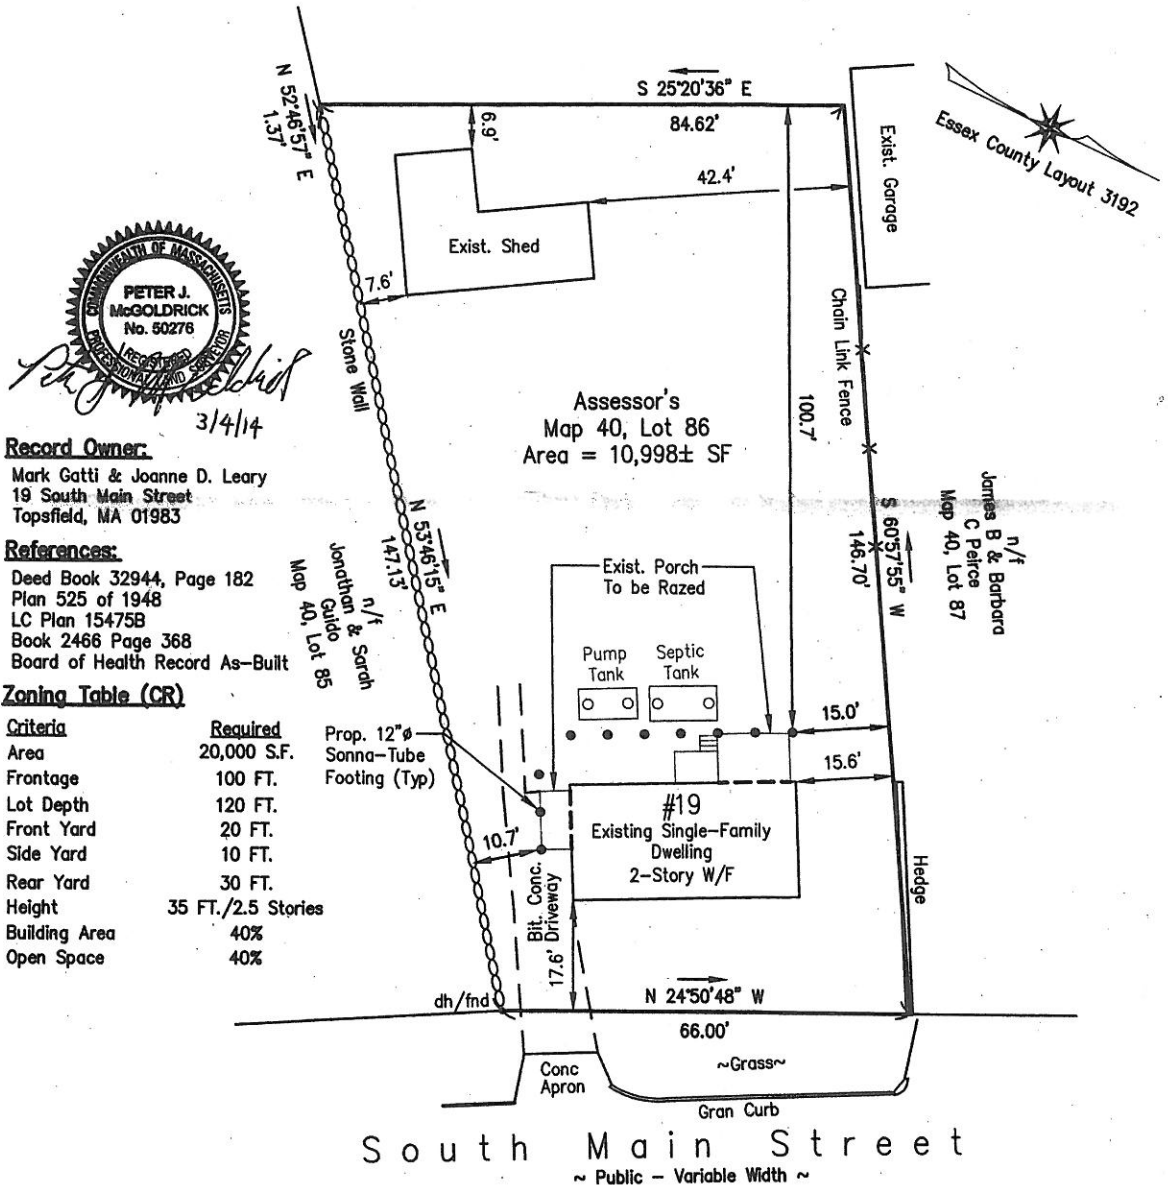 N 52°46'57" E
1.37'
S 25°20'36" E
84.62'
6.9'
42.4'
Exist. Garage
Essex County Layout 3192
Exist. Shed
7.6'
COMMONWEALTH OF MASSACHUSETTS
PETER J.
McGOLDRICK
No. 50276
REGISTERED
PROFESSIONAL LAND SURVEYOR
3/4/14
Stone Wall
Chain Link Fence
100.7'
Assessor's
Map 40, Lot 86
Area = 10,998± SF
Record Owner:
Mark Gatti & Joanne D. Leary
19 South Main Street
Topsfield, MA 01983
References:
Deed Book 32944, Page 182
Plan 525 of 1948
LC Plan 15475B
Book 2466 Page 368
Board of Health Record As-Built
N 53°46'15" E
147.13'
n/f
Jonathan & Sarah
Guido
Map 40, Lot 85
S 60°57'55" W
146.70'
n/f
James B & Barbara
C Peirce
Map 40, Lot 87
Exist. Porch
To be Razed
Pump
Tank
Septic
Tank
15.0'
15.6'
Prop. 12"ø
Sonna-Tube
Footing (Typ)
Zoning Table (CR)
Criteria Required
Area 20,000 S.F.
Frontage 100 FT.
Lot Depth 120 FT.
Front Yard 20 FT.
Side Yard 10 FT.
Rear Yard 30 FT.
Height 35 FT./2.5 Stories
Building Area 40%
Open Space 40%
#19
Existing Single-Family
Dwelling
2-Story W/F
10.7'
Bit. Conc.
Driveway
17.6'
Hedge
dh/fnd
N 24°50'48" W
66.00'
~Grass~
Conc
Apron
Gran Curb
South Main Street
~ Public - Variable Width ~